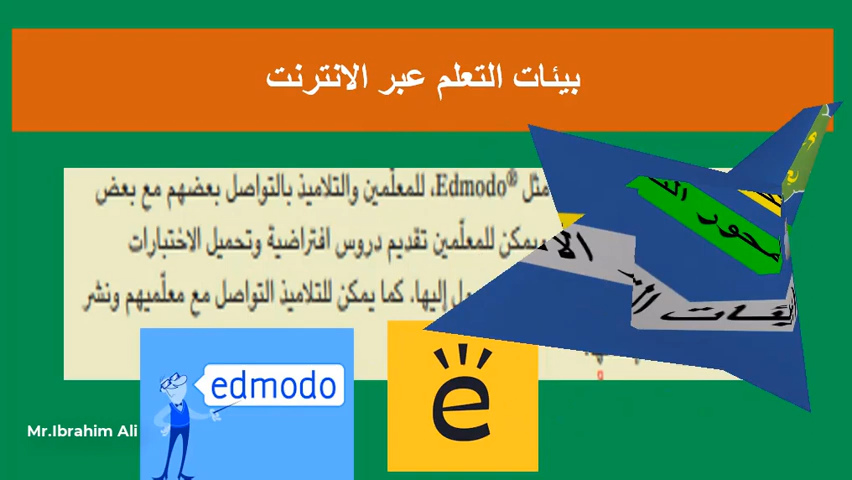 بيئات التعلم عبر الانترنت
مثل Edmodo®، للمعلّمين والتلاميذ بالتواصل بعضهم مع بعض
يمكن للمعلّمين تقديم دروس افتراضية وتحميل الاختبارات
إليها. كما يمكن للتلاميذ التواصل مع معلّميهم ونشر
محور
edmodo
e
Mr.Ibrahim Ali